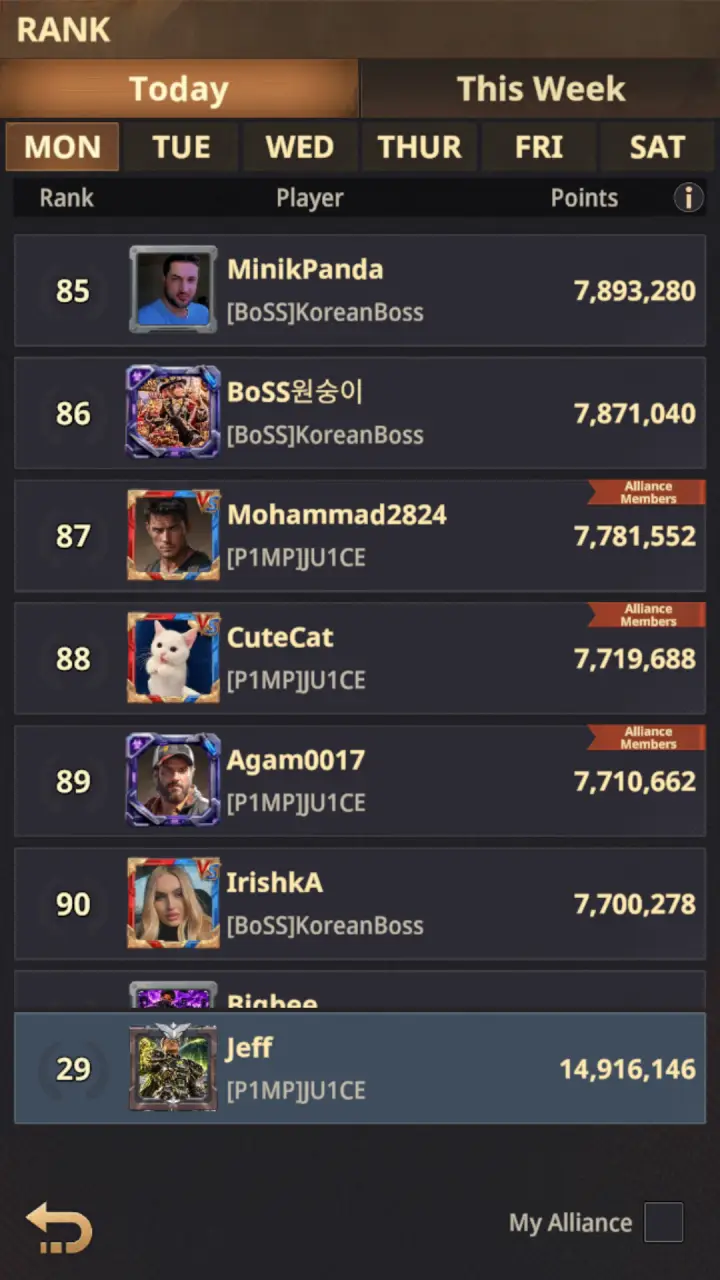 RANK
Today
This Week
MON TUE WED THUR FRI SAT
Rank Player Points
85
MinikPanda
[BoSS]KoreanBoss
7,893,280
86
BoSS원숭이
[BoSS]KoreanBoss
7,871,040
87
Mohammad2824
[P1MP]JU1CE
Alliance
Members
7,781,552
88
CuteCat
[P1MP]JU1CE
Alliance
Members
7,719,688
89
Agam0017
[P1MP]JU1CE
Alliance
Members
7,710,662
90
IrishkA
[BoSS]KoreanBoss
7,700,278
Bigbee
29
Jeff
[P1MP]JU1CE
14,916,146
My Alliance